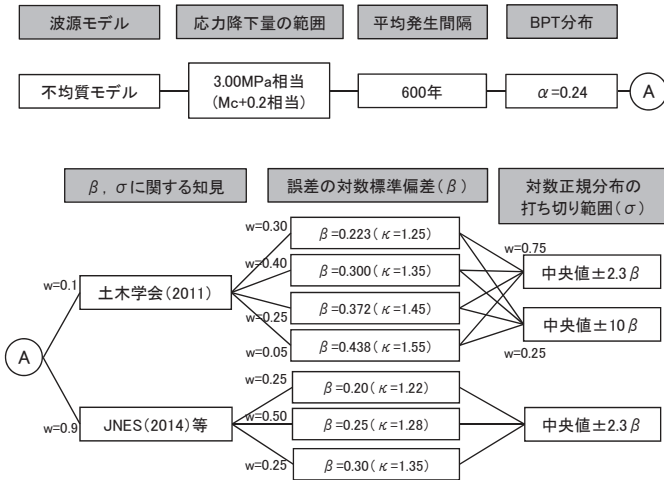 波源モデル
応力降下量の範囲
平均発生間隔
BPT分布
不均質モデル
3.00MPa相当
(Mc+0.2相当)
600年
α=0.24
A
β, σに関する知見
誤差の対数標準偏差(β)
対数正規分布の
打ち切り範囲(σ)
w=0.30
β=0.223(κ=1.25)
w=0.75
w=0.40
β=0.300(κ=1.35)
中央値±2.3β
w=0.1
土木学会(2011)
w=0.25
β=0.372(κ=1.45)
中央値±10β
w=0.05
β=0.438(κ=1.55)
w=0.25
A
w=0.25
β=0.20(κ=1.22)
w=0.9
JNES(2014)等
w=0.50
β=0.25(κ=1.28)
中央値±2.3β
w=0.25
β=0.30(κ=1.35)